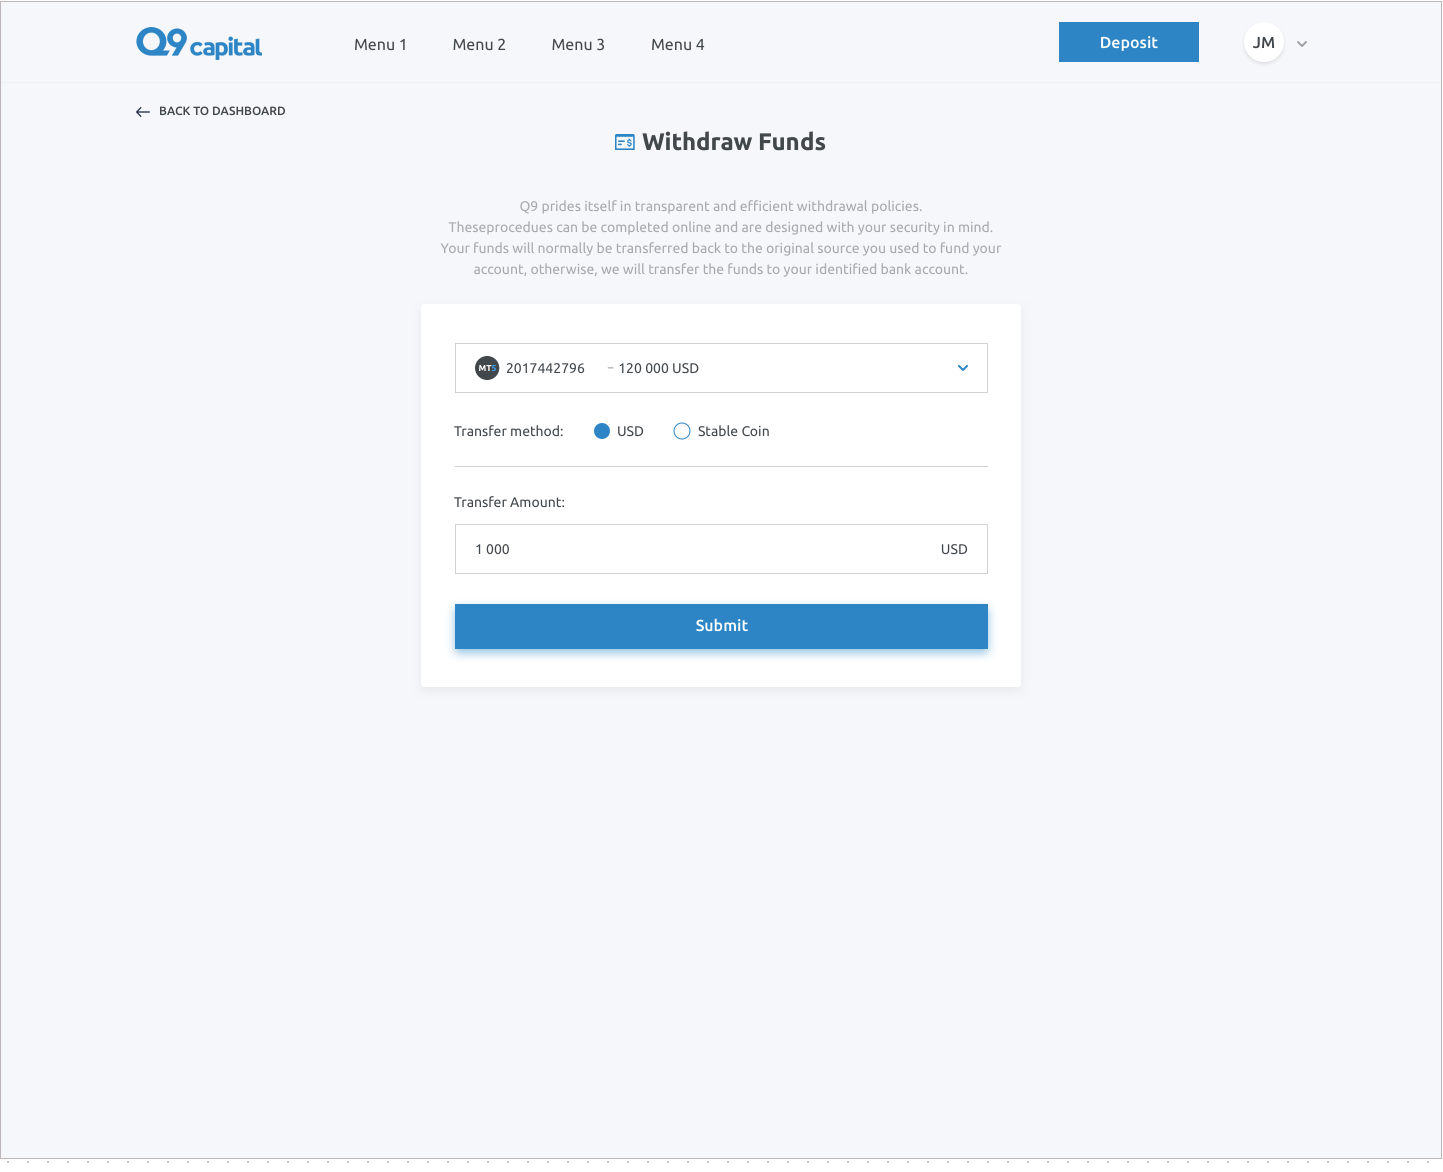 Q9 capital
Menu 1
Menu 2
Menu 3
Menu 4
Deposit
JM
BACK TO DASHBOARD
Withdraw Funds
Q9 prides itself in transparent and efficient withdrawal policies.
Theseprocedues can be completed online and are designed with your security in mind.
Your funds will normally be transferred back to the original source you used to fund your
account, otherwise, we will transfer the funds to your identified bank account.
MT5 2017442796 – 120 000 USD
Transfer method: USD Stable Coin
Transfer Amount:
1 000 USD
Submit